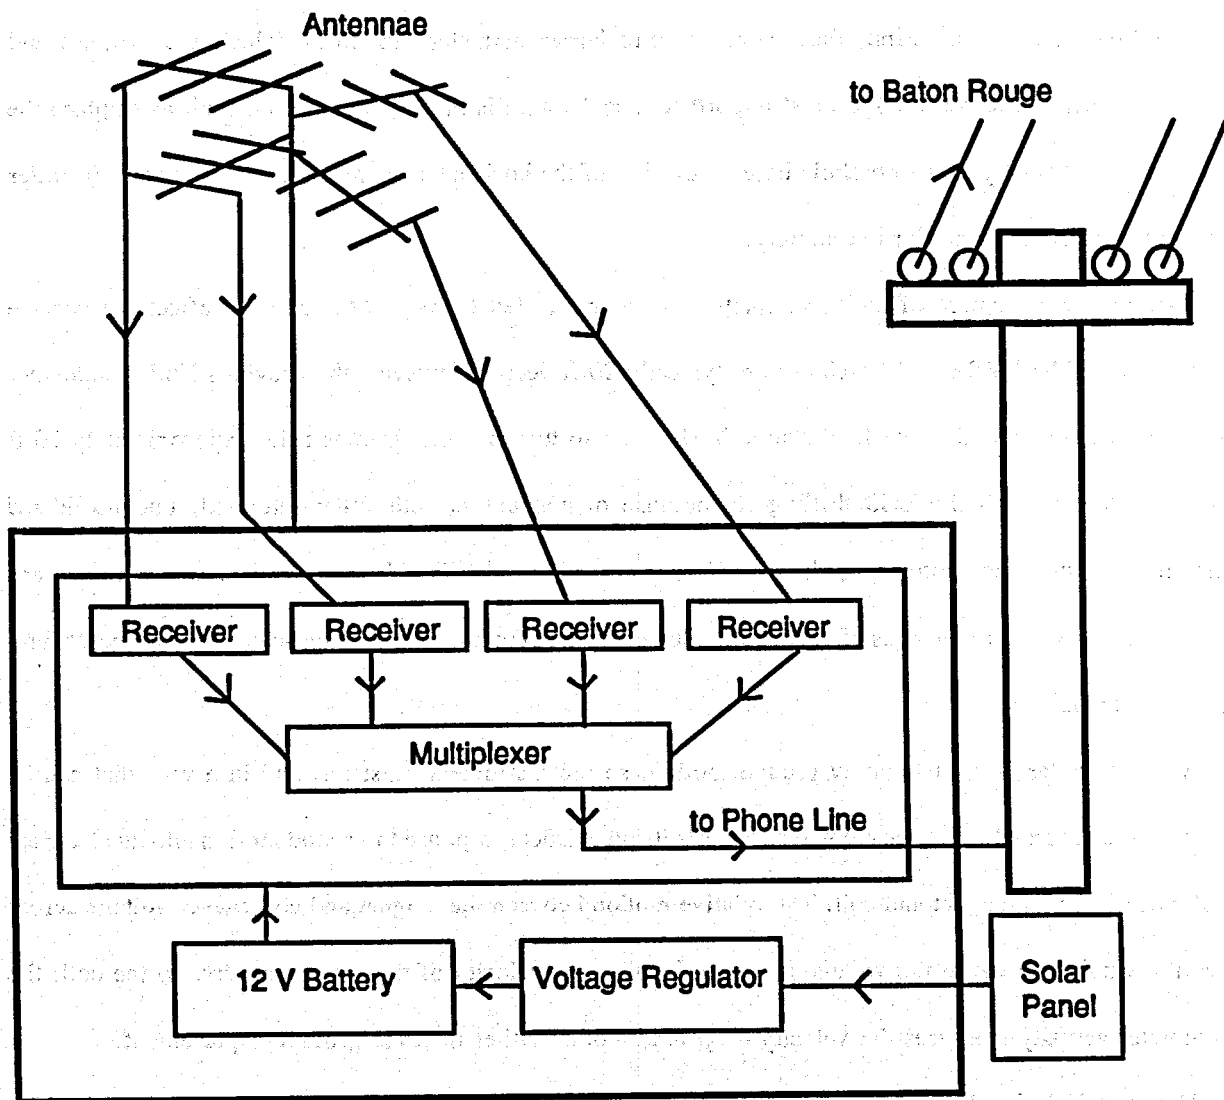 Antennae
to Baton Rouge
Receiver
Receiver
Receiver
Receiver
Multiplexer
to Phone Line
12 V Battery
Voltage Regulator
Solar
Panel